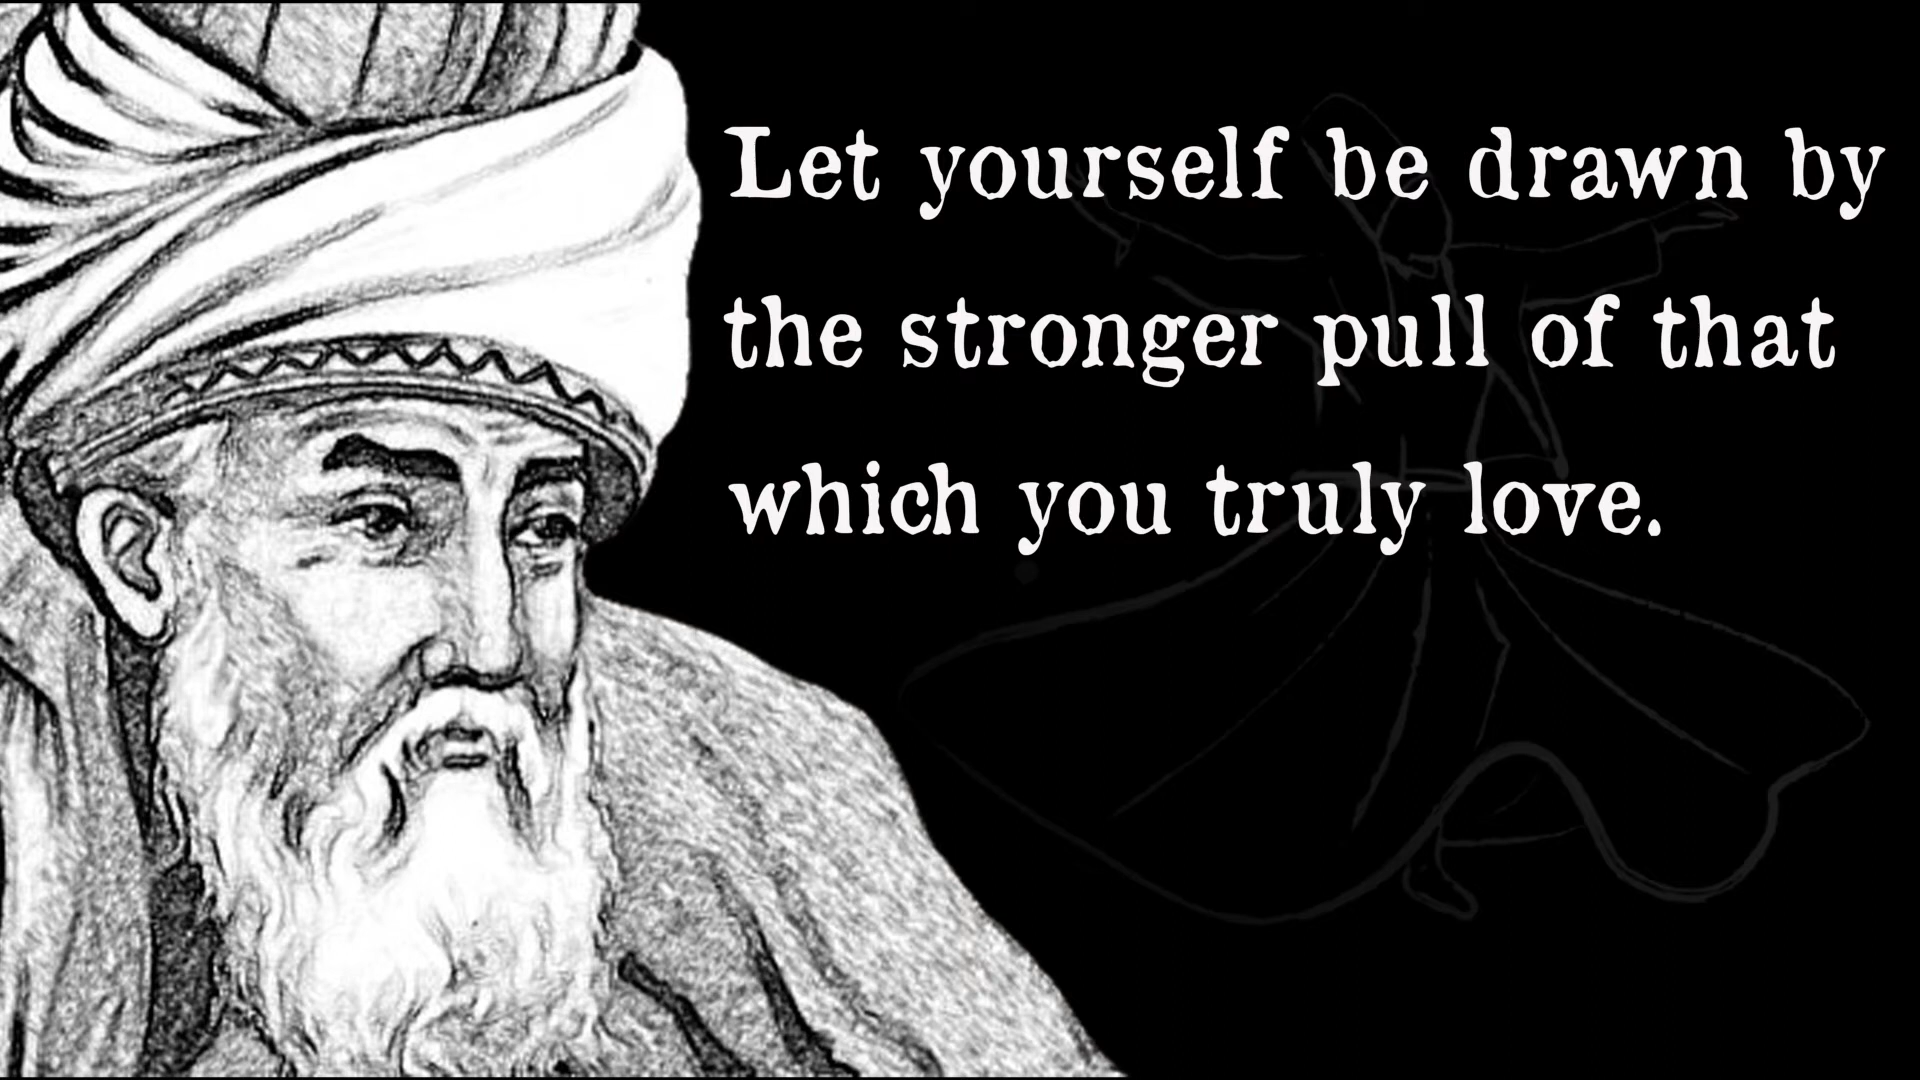 Let yourself be drawn by
the stronger pull of that
which you truly love.